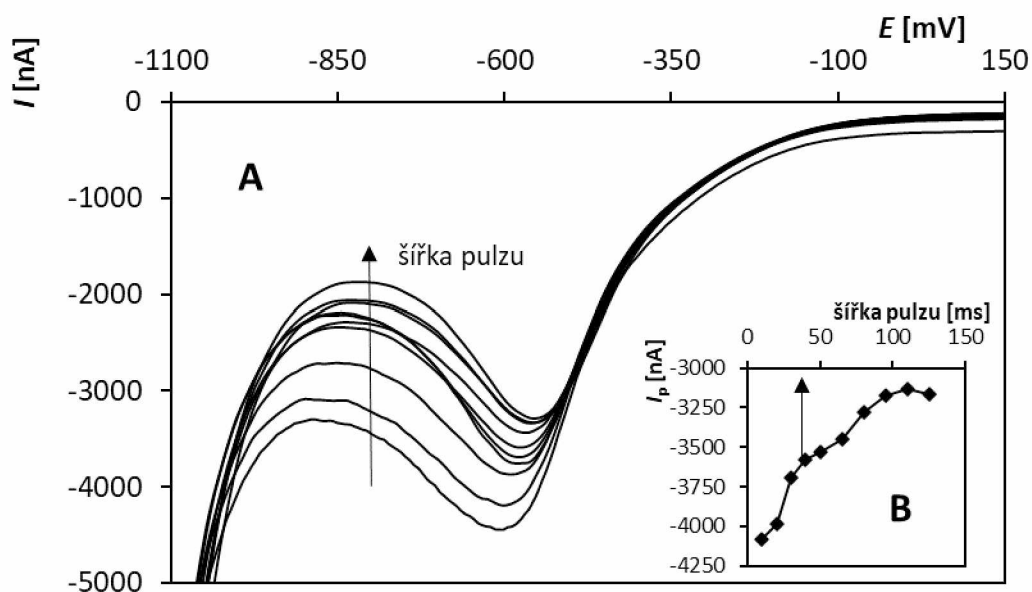 E [mV]
I [nA]
-1100 -850 -600 -350 -100 150
0
-1000
-2000
-3000
-4000
-5000
A
šířka pulzu
šířka pulzu [ms]
0 50 100 150
Ip [nA]
-3000
-3250
-3500
-3750
-4000
-4250
B